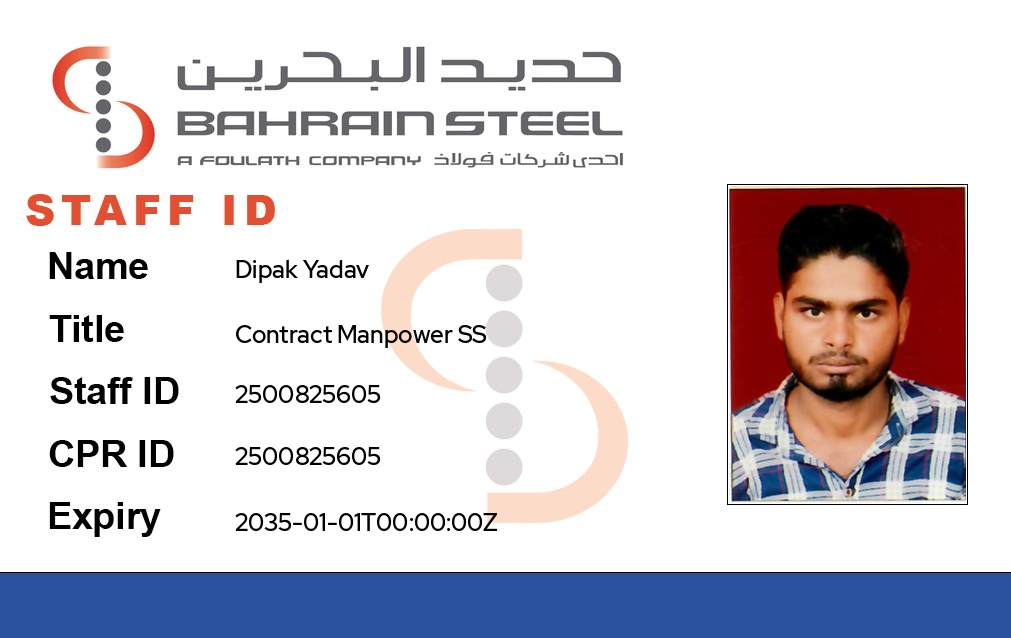 حديد البحرين
BAHRAIN STEEL
A FOULATH COMPANY احدى شركات فولاذ
STAFF ID
Name Dipak Yadav
Title Contract Manpower SS
Staff ID 2500825605
CPR ID 2500825605
Expiry 2035-01-01T00:00:00Z